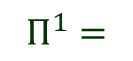 Π¹ =